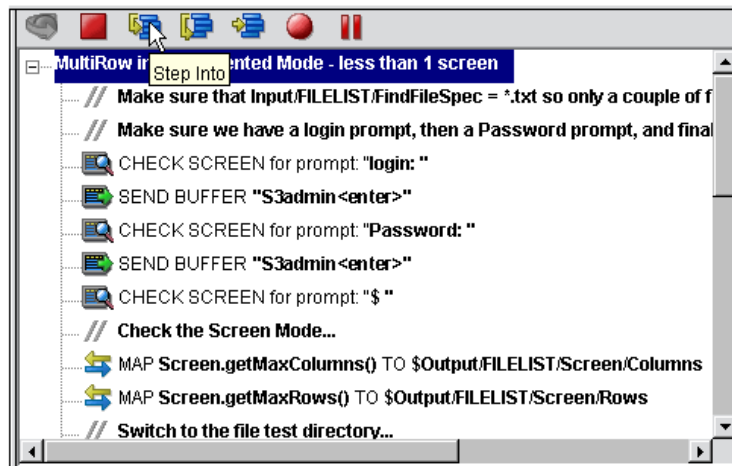 MultiRow in ented Mode - less than 1 screen
Step Into
// Make sure that Input/FILELIST/FindFileSpec = *.txt so only a couple of f
// Make sure we have a login prompt, then a Password prompt, and final
CHECK SCREEN for prompt: "login: "
SEND BUFFER "S3admin<enter>"
CHECK SCREEN for prompt: "Password: "
SEND BUFFER "S3admin<enter>"
CHECK SCREEN for prompt: "$ "
// Check the Screen Mode...
MAP Screen.getMaxColumns() TO $Output/FILELIST/Screen/Columns
MAP Screen.getMaxRows() TO $Output/FILELIST/Screen/Rows
// Switch to the file test directory...